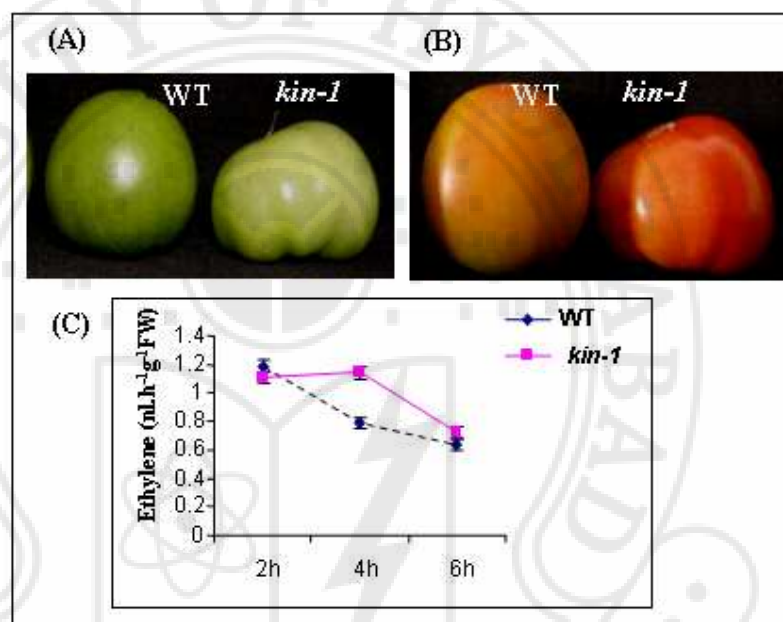 (A)
(B)
WT kin-1
WT kin-1
(C)
WT
kin-1
Ethylene (nl.h-1g-1FW)
1.4
1.2
1
0.8
0.6
0.4
0.2
0
2h 4h 6h